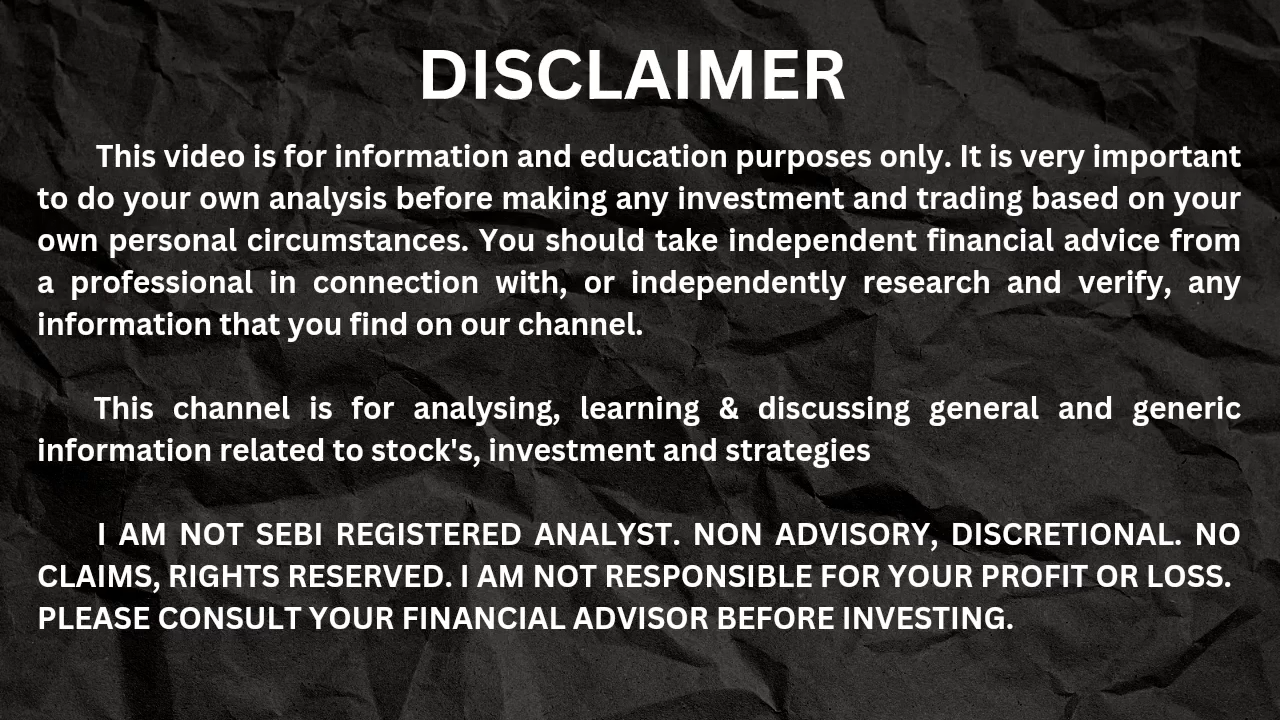 DISCLAIMER
This video is for information and education purposes only. It is very important
to do your own analysis before making any investment and trading based on your
own personal circumstances. You should take independent financial advice from
a professional in connection with, or independently research and verify, any
information that you find on our channel.
This channel is for analysing, learning & discussing general and generic
information related to stock's, investment and strategies
I AM NOT SEBI REGISTERED ANALYST. NON ADVISORY, DISCRETIONAL. NO
CLAIMS, RIGHTS RESERVED. I AM NOT RESPONSIBLE FOR YOUR PROFIT OR LOSS.
PLEASE CONSULT YOUR FINANCIAL ADVISOR BEFORE INVESTING.